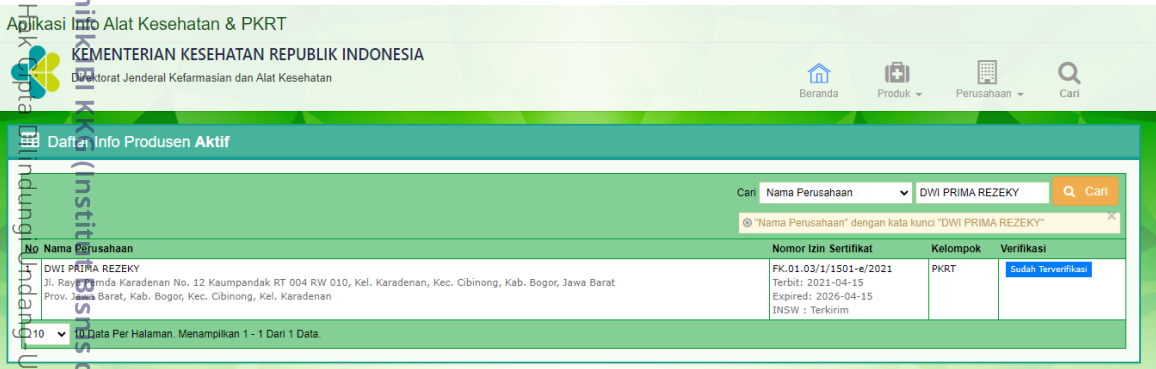 Aplikasi Info Alat Kesehatan & PKRT
KEMENTERIAN KESEHATAN REPUBLIK INDONESIA
Direktorat Jenderal Kefarmasian dan Alat Kesehatan
Beranda Produk Perusahaan Cari
Daftar Info Produsen Aktif
Cari Nama Perusahaan DWI PRIMA REZEKY Cari
"Nama Perusahaan" dengan kata kunci "DWI PRIMA REZEKY"
No Nama Perusahaan Nomor Izin Sertifikat Kelompok Verifikasi
1 DWI PRIMA REZEKY FK.01.03/1/1501-e/2021 PKRT Sudah Terverifikasi
Jl. Raya Pemda Karadenan No. 12 Kaumpandak RT 004 RW 010, Kel. Karadenan, Kec. Cibinong, Kab. Bogor, Jawa Barat Terbit: 2021-04-15
Prov. Jawa Barat, Kab. Bogor, Kec. Cibinong, Kel. Karadenan Expired: 2026-04-15
INSW : Terkirim
10 10 Data Per Halaman. Menampilkan 1 - 1 Dari 1 Data.
Hak Cipta Dilindungi Undang-U
KKG (Institut Bisnis